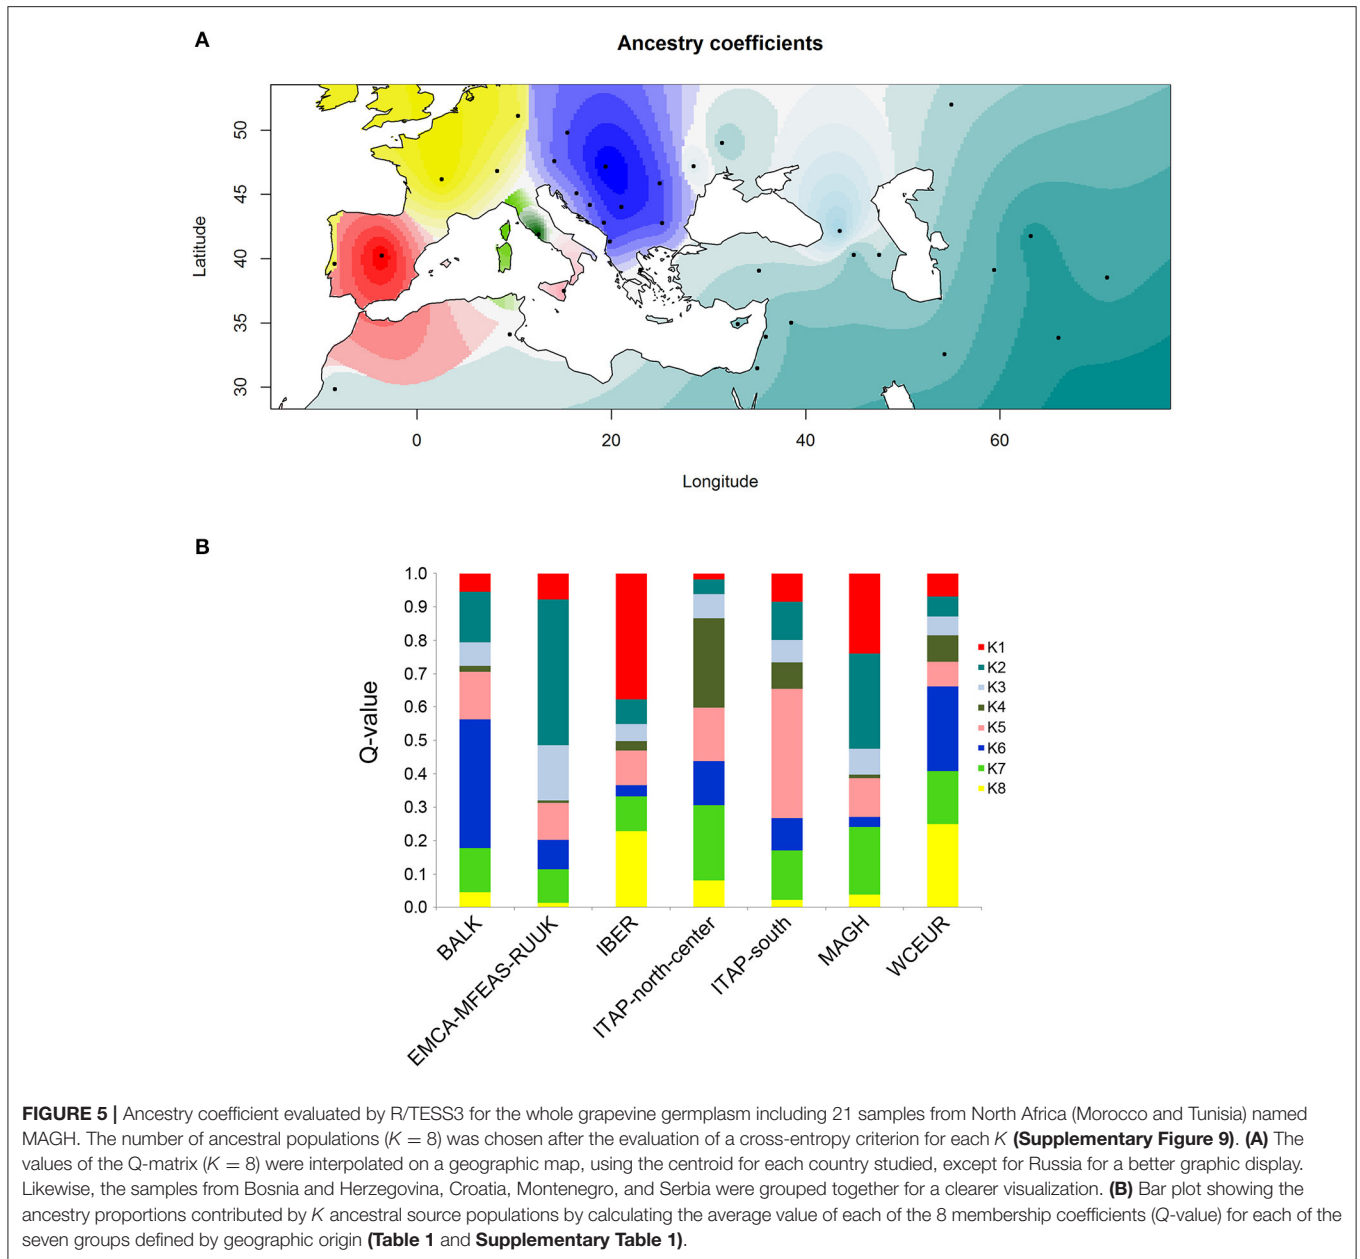 A
Ancestry coefficients
Latitude
50
45
40
35
30
0 20 40 60
Longitude
B
Q-value
1.0
0.9
0.8
0.7
0.6
0.5
0.4
0.3
0.2
0.1
0.0
BALK
EMCA-MFEAS-RUUK
IBER
ITAP-north-center
ITAP-south
MAGH
WCEUR
K1
K2
K3
K4
K5
K6
K7
K8
FIGURE 5 | Ancestry coefficient evaluated by R/TESS3 for the whole grapevine germplasm including 21 samples from North Africa (Morocco and Tunisia) named
MAGH. The number of ancestral populations (K = 8) was chosen after the evaluation of a cross-entropy criterion for each K (Supplementary Figure 9). (A) The
values of the Q-matrix (K = 8) were interpolated on a geographic map, using the centroid for each country studied, except for Russia for a better graphic display.
Likewise, the samples from Bosnia and Herzegovina, Croatia, Montenegro, and Serbia were grouped together for a clearer visualization. (B) Bar plot showing the
ancestry proportions contributed by K ancestral source populations by calculating the average value of each of the 8 membership coefficients (Q-value) for each of the
seven groups defined by geographic origin (Table 1 and Supplementary Table 1).